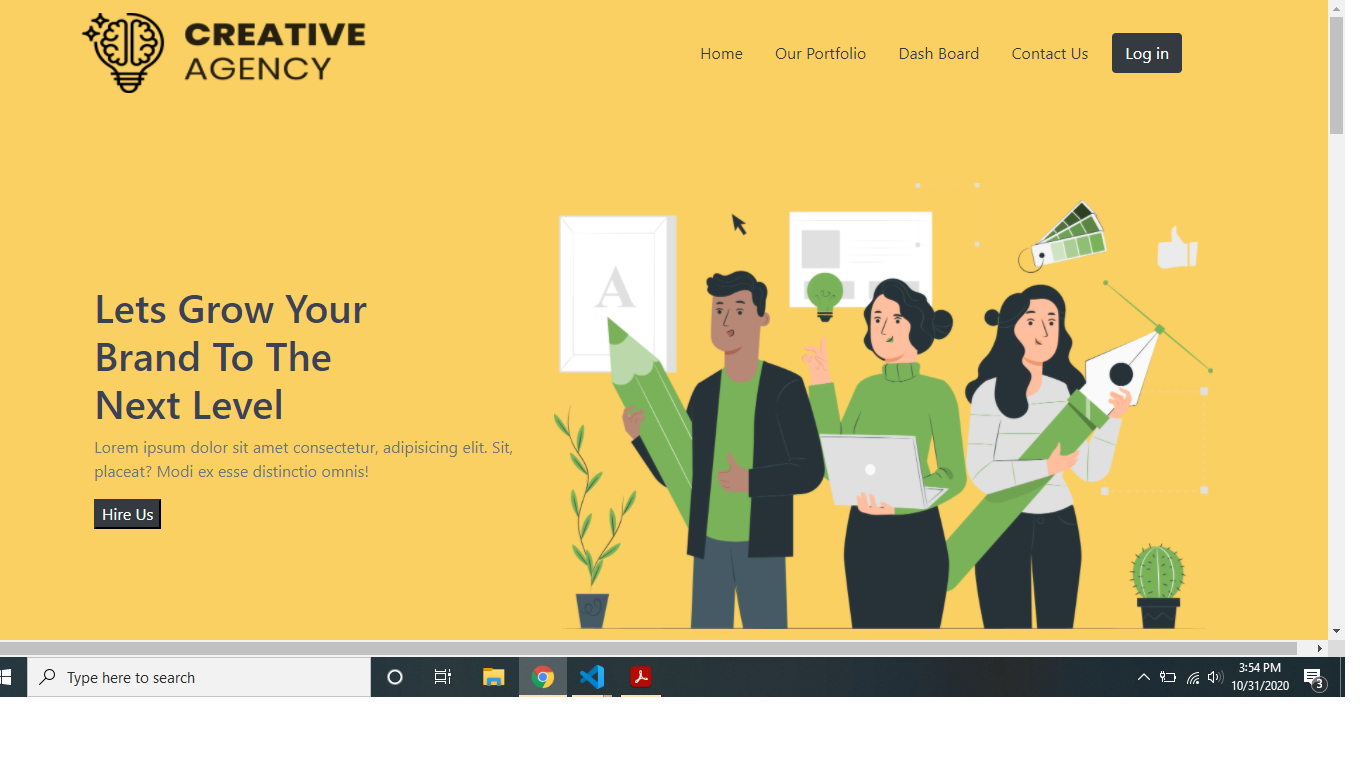 CREATIVE
AGENCY
Home Our Portfolio Dash Board Contact Us Log in
A
Lets Grow Your
Brand To The
Next Level
Lorem ipsum dolor sit amet consectetur, adipisicing elit. Sit,
placeat? Modi ex esse distinctio omnis!
Hire Us
Type here to search
3:54 PM
10/31/2020
3